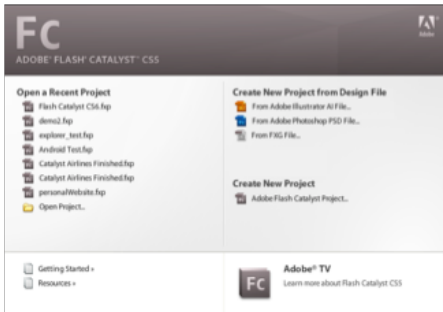 Fc
Adobe
ADOBE® FLASH® CATALYST™ CS5
Open a Recent Project
Flash Catalyst CS6.fxp
demo2.fxp
explorer_test.fxp
Android Test.fxp
Catalyst Airlines Finished.fxp
Catalyst Airlines Finished.fxp
personalWebsite.fxp
Open Project...
Create New Project from Design File
From Adobe Illustrator AI File...
From Adobe Photoshop PSD File...
From FXG File...
Create New Project
Adobe Flash Catalyst Project...
Getting Started »
Resources »
Fc
Adobe® TV
Learn more about Flash Catalyst CS5